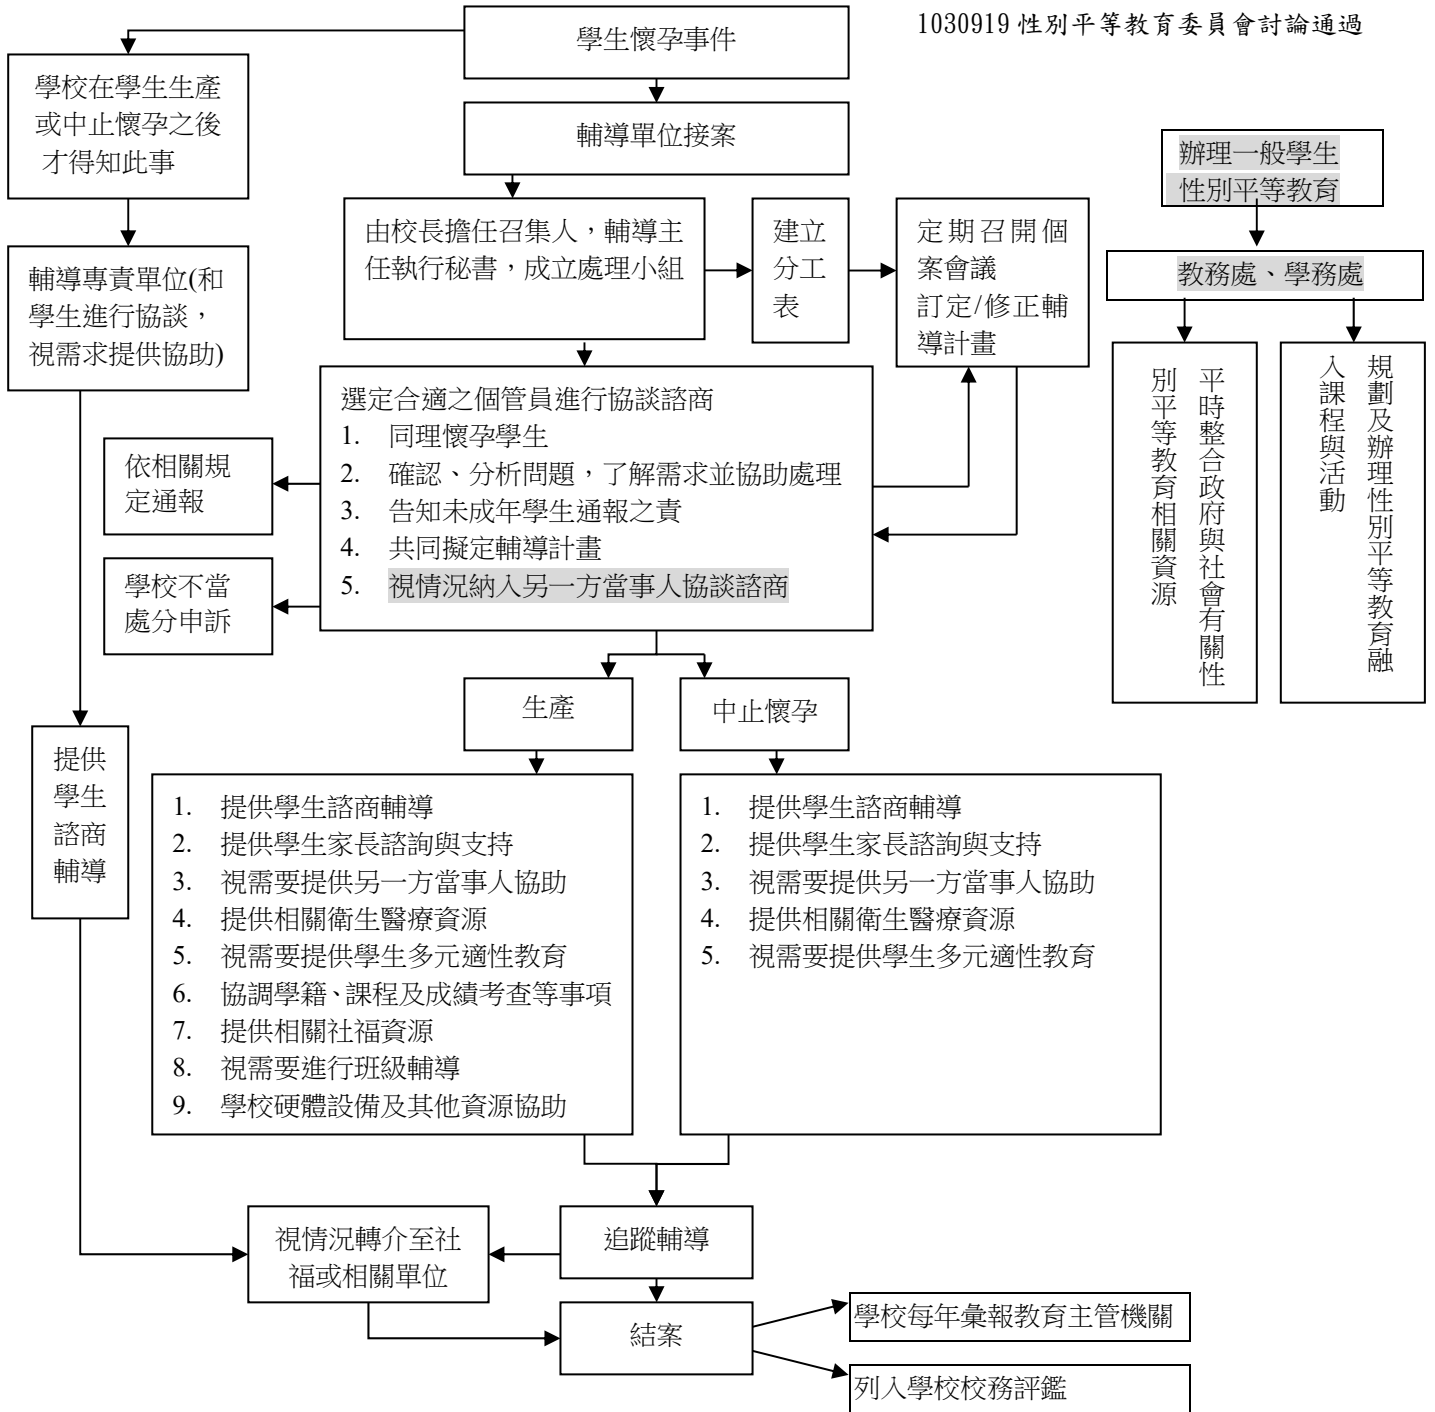 1030919 性別平等教育委員會討論通過
學生懷孕事件
學校在學生生產
或中止懷孕之後
才得知此事
輔導單位接案
辦理一般學生
性別平等教育
由校長擔任召集人，輔導主
任執行秘書，成立處理小組
建立
分工
表
定期召開個
案會議
訂定/修正輔
導計畫
輔導專責單位(和
學生進行協談，
視需求提供協助)
教務處、學務處
平時整合政府與社會有關性
別平等教育相關資源
規劃及辦理性別平等教育融
入課程與活動
選定合適之個管員進行協談諮商
1. 同理懷孕學生
2. 確認、分析問題，了解需求並協助處理
3. 告知未成年學生通報之責
4. 共同擬定輔導計畫
5. 視情況納入另一方當事人協談諮商
依相關規
定通報
學校不當
處分申訴
生產
中止懷孕
提供
學生
諮商
輔導
1. 提供學生諮商輔導
2. 提供學生家長諮詢與支持
3. 視需要提供另一方當事人協助
4. 提供相關衛生醫療資源
5. 視需要提供學生多元適性教育
6. 協調學籍、課程及成績考查等事項
7. 提供相關社福資源
8. 視需要進行班級輔導
9. 學校硬體設備及其他資源協助
1. 提供學生諮商輔導
2. 提供學生家長諮詢與支持
3. 視需要提供另一方當事人協助
4. 提供相關衛生醫療資源
5. 視需要提供學生多元適性教育
視情況轉介至社
福或相關單位
追蹤輔導
結案
學校每年彙報教育主管機關
列入學校校務評鑑